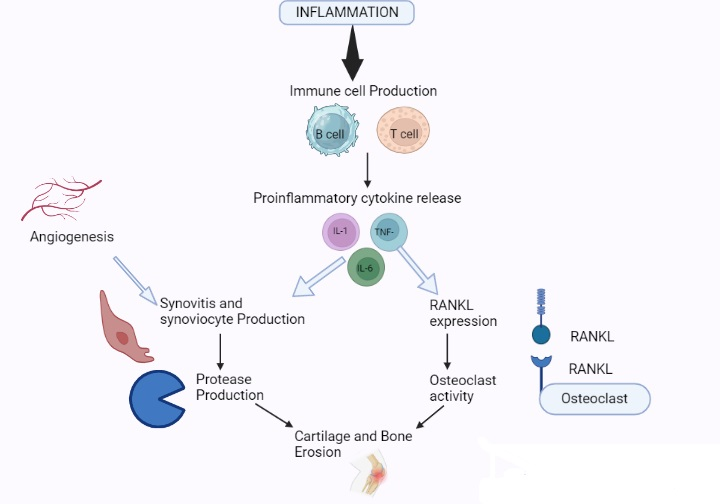 INFLAMMATION
Immune cell Production
B cell
T cell
Proinflammatory cytokine release
IL-1
TNF-
IL-6
Angiogenesis
Synovitis and
synoviocyte Production
RANKL
expression
RANKL
RANKL
Osteoclast
Protease
Production
Osteoclast
activity
Cartilage and Bone
Erosion